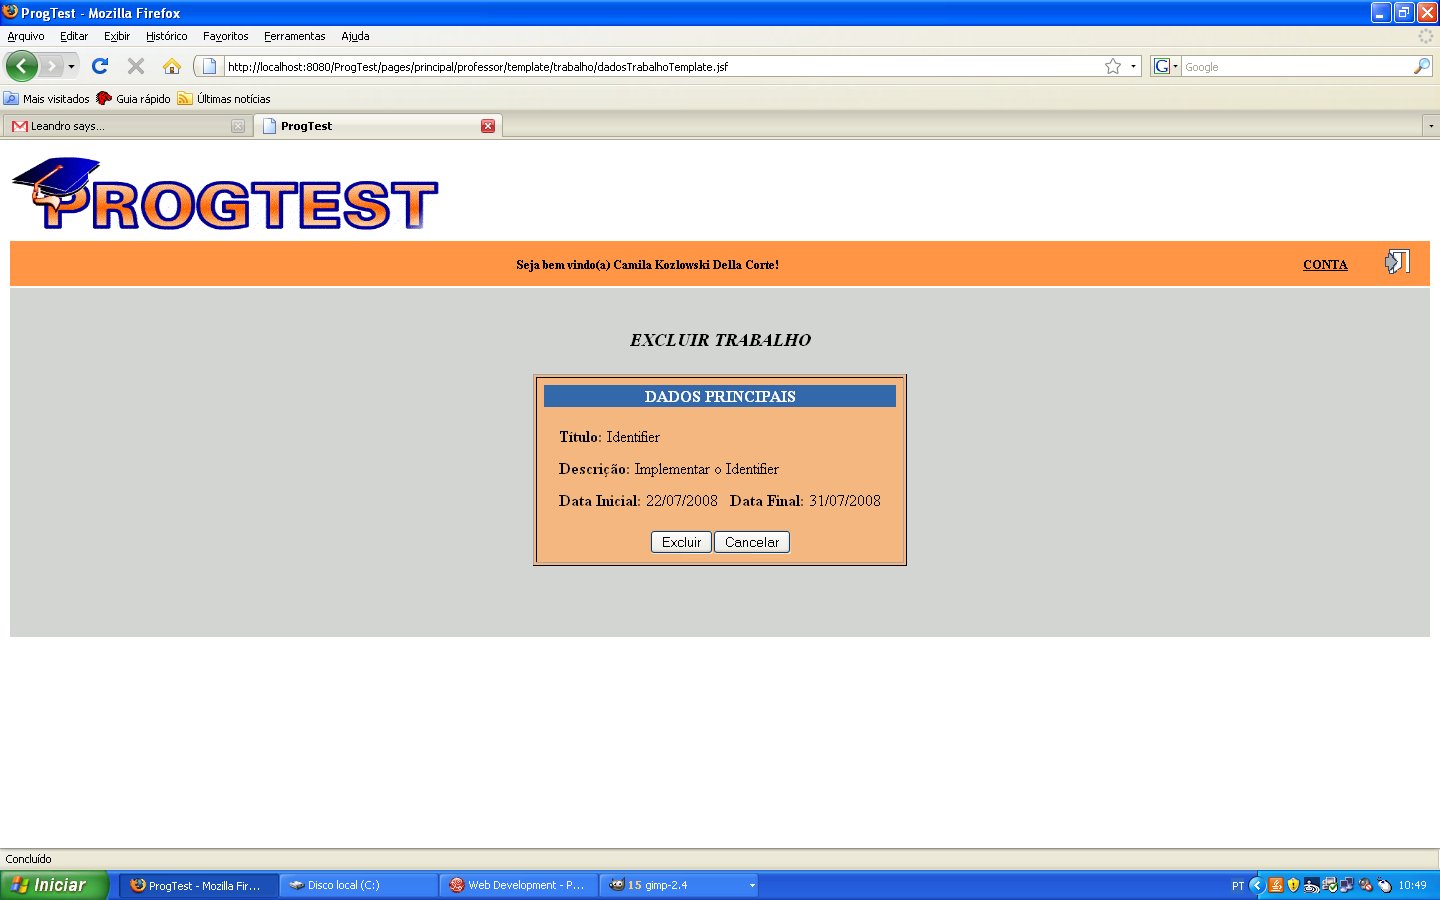 ProgTest - Mozilla Firefox
Arquivo Editar Exibir Histórico Favoritos Ferramentas Ajuda
http://localhost:8080/ProgTest/pages/principal/professor/template/trabalho/dadosTrabalhoTemplate.jsf
G Google
Mais visitados Guia rápido Últimas notícias
Leandro says... ProgTest
PROGTEST
Seja bem vindo(a) Camila Kozlowski Della Corte! CONTA
EXCLUIR TRABALHO
DADOS PRINCIPAIS
Título: Identifier
Descrição: Implementar o Identifier
Data Inicial: 22/07/2008 Data Final: 31/07/2008
Excluir Cancelar
Concluído
Iniciar ProgTest - Mozilla Fir... Disco local (C:) Web Development - P... 15 gimp-2.4 PT 10:49